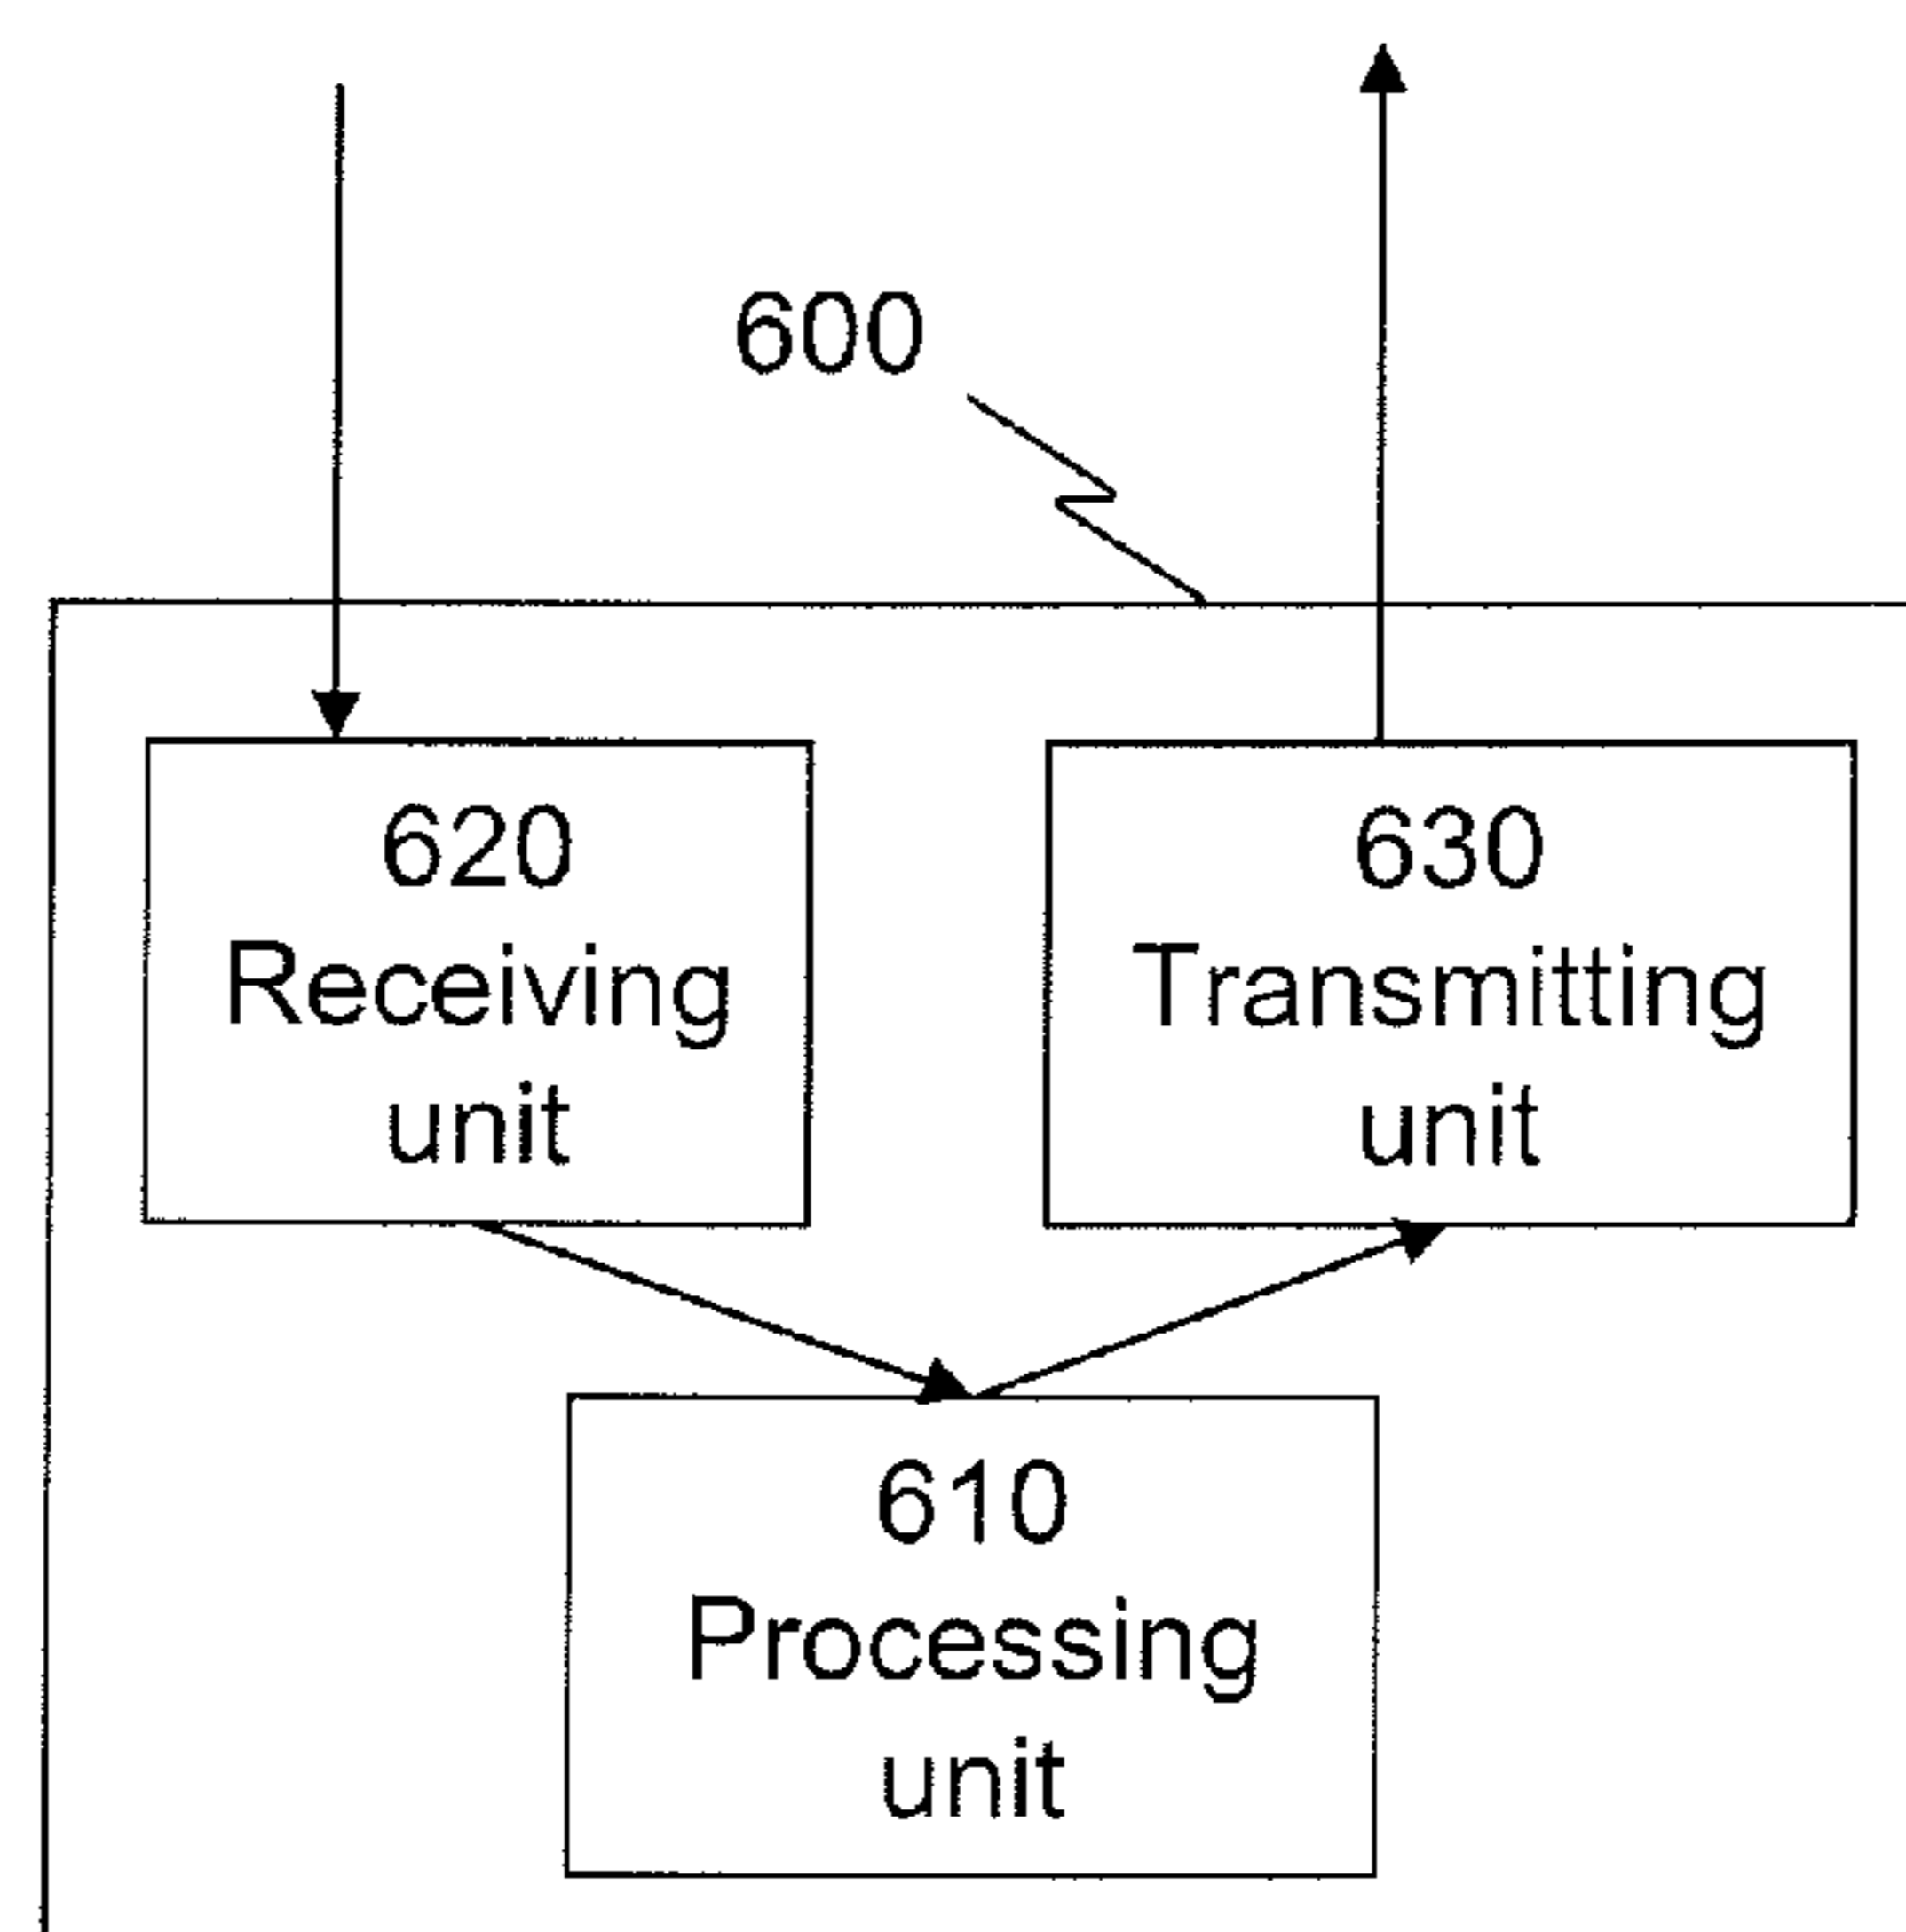 600
620
Receiving
unit
630
Transmitting
unit
610
Processing
unit